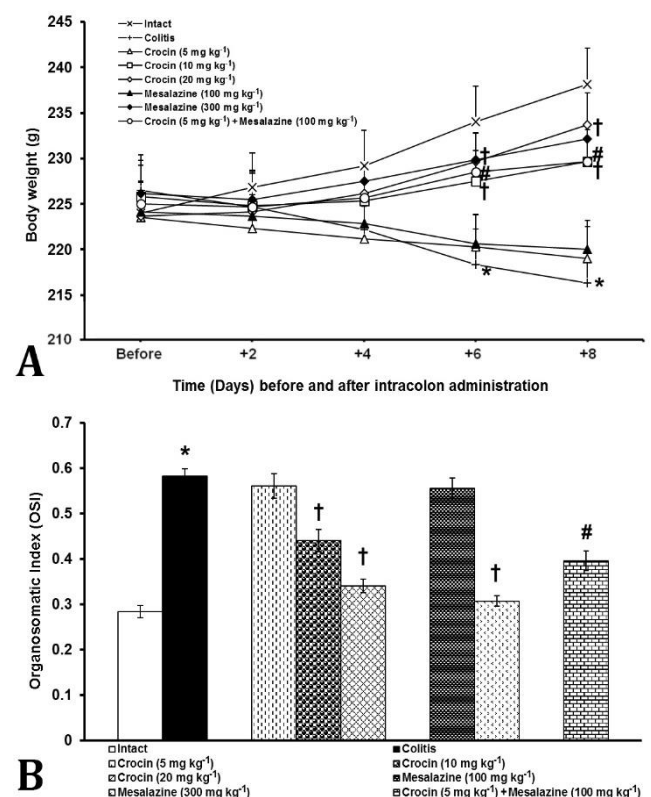 Intact
Colitis
Crocin (5 mg kg⁻¹)
Crocin (10 mg kg⁻¹)
Crocin (20 mg kg⁻¹)
Mesalazine (100 mg kg⁻¹)
Mesalazine (300 mg kg⁻¹)
Crocin (5 mg kg⁻¹) + Mesalazine (100 mg kg⁻¹)
245
240
235
230
225
220
215
210
Body weight (g)
†
#
†
†
#
†
*
*
Before +2 +4 +6 +8
A
Time (Days) before and after intracolon administration
0.7
0.6
0.5
0.4
0.3
0.2
0.1
0
Organosomatic Index (OSI)
*
†
†
†
#
B
Intact Colitis
Crocin (5 mg kg⁻¹) Crocin (10 mg kg⁻¹)
Crocin (20 mg kg⁻¹) Mesalazine (100 mg kg⁻¹)
Mesalazine (300 mg kg⁻¹) Crocin (5 mg kg⁻¹) + Mesalazine (100 mg kg⁻¹)